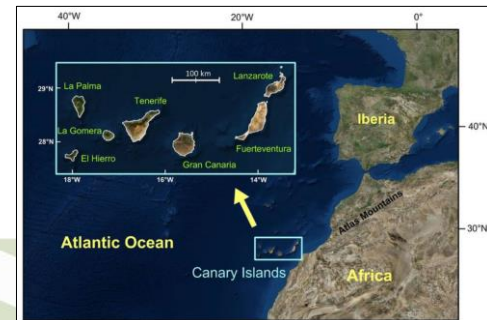 40°W
20°W
0°
100 km
Lanzarote
La Palma
29°N
Tenerife
Iberia
La Gomera
40°N
28°N
El Hierro
Gran Canaria
Fuerteventura
18°W
16°W
14°W
Atlas Mountains
30°N
Atlantic Ocean
Canary Islands
Africa